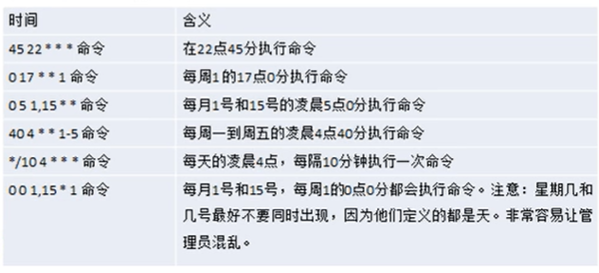 时间 含义
45 22 * * * 命令 在22点45分执行命令
0 17 * * 1 命令 每周1 的17点0分执行命令
0 5 1,15 * * 命令 每月1号和15号的凌晨5点0分执行命令
40 4 * * 1-5 命令 每周一到周五的凌晨4点40分执行命令
*/10 4 * * * 命令 每天的凌晨4点，每隔10分钟执行一次命令
0 0 1,15 * 1 命令 每月1号和15号，每周1的0点0分都会执行命令。注意：星期几和
几号最好不要同时出现，因为他们定义的都是天。非常容易让管
理员混乱。